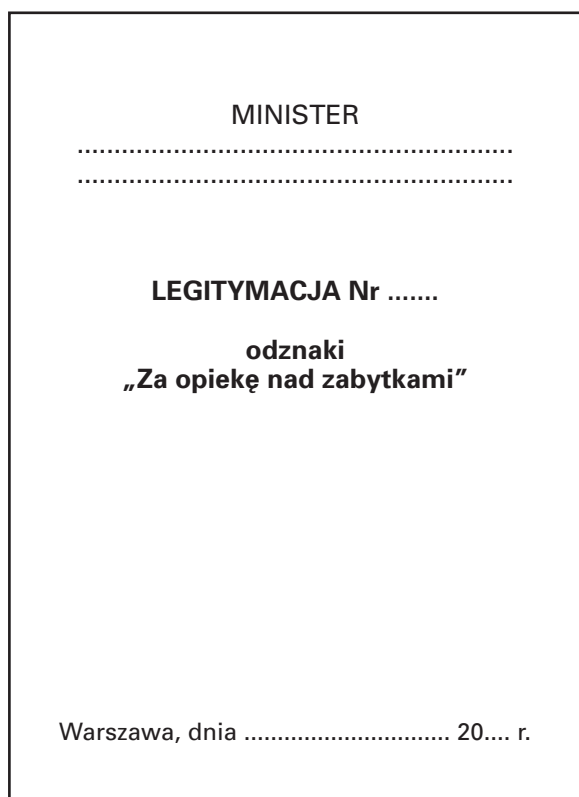 MINISTER
...........................................................
...........................................................
LEGITYMACJA Nr .......
odznaki
„Za opiekę nad zabytkami”
Warszawa, dnia ............................... 20.... r.